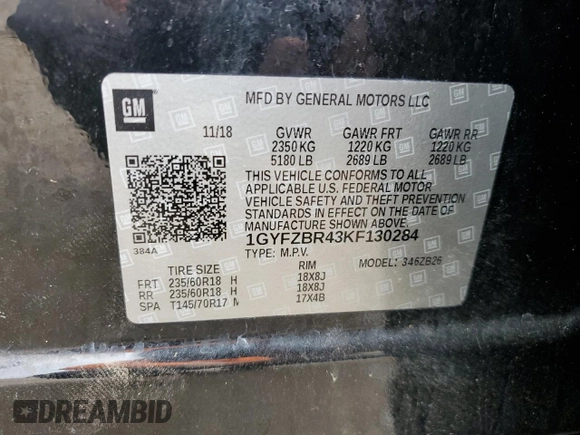 GM
MFD BY GENERAL MOTORS LLC
11/18 GVWR GAWR FRT GAWR RR
2350 KG 1220 KG 1220 KG
5180 LB 2689 LB 2689 LB
THIS VEHICLE CONFORMS TO ALL
APPLICABLE U.S. FEDERAL MOTOR
VEHICLE SAFETY, BUMPER, AND THEFT
PREVENTION STANDARDS IN EFFECT ON
THE DATE OF MANUFACTURE SHOWN ABOVE.
1GYFZBR43KF130284
384A
TYPE: M.P.V. MODEL: 346ZB26
TIRE SIZE RIM
FRT 235/60R18 H 18X8J
RR 235/60R18 H 18X8J
SPA T145/70R17 M 17X4B
DREAMBID